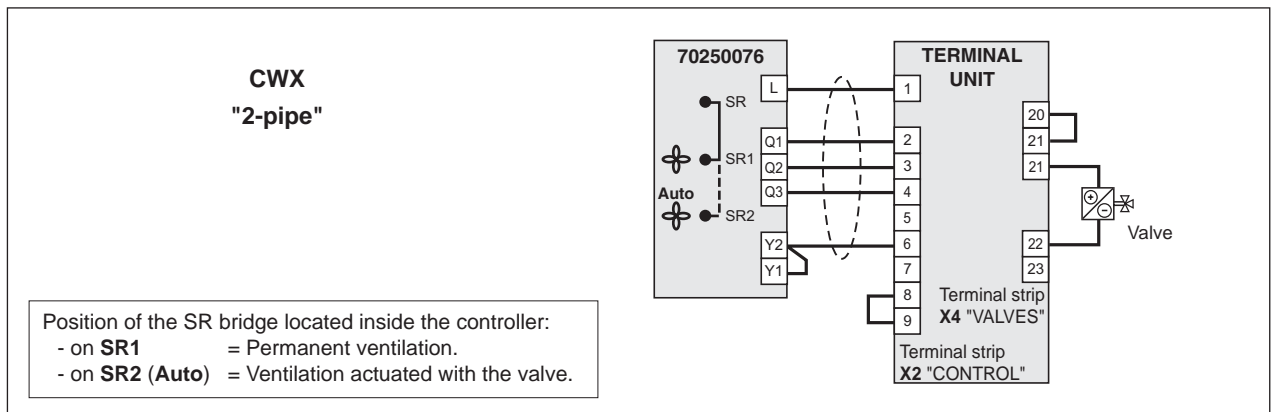 CWX
"2-pipe"
Position of the SR bridge located inside the controller:
- on SR1 = Permanent ventilation.
- on SR2 (Auto) = Ventilation actuated with the valve.
70250076
L
SR
Q1
SR1
Q2
Auto
Q3
SR2
Y2
Y1
TERMINAL
UNIT
1
2
3
4
5
6
7
8
9
20
21
21
22
23
Valve
Terminal strip
X4 "VALVES"
Terminal strip
X2 "CONTROL"